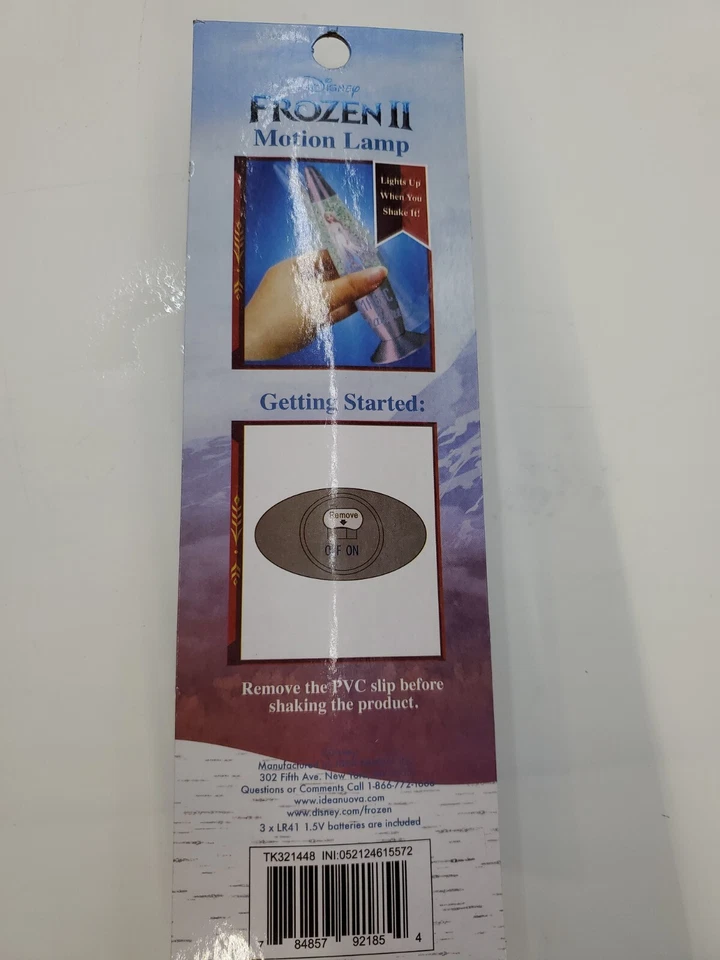 Disney
FROZEN II
Motion Lamp
Lights Up
When You
Shake It!
Getting Started:
Remove
OFF ON
Remove the PVC slip before
shaking the product.
302 Fifth Ave. New
Questions or Comments Call
www.ideanuova.com
www.disney.com/frozen
3 x LR41 1.5V batteries are included
TK321448 INI:052124615572
7 84857 92185 4